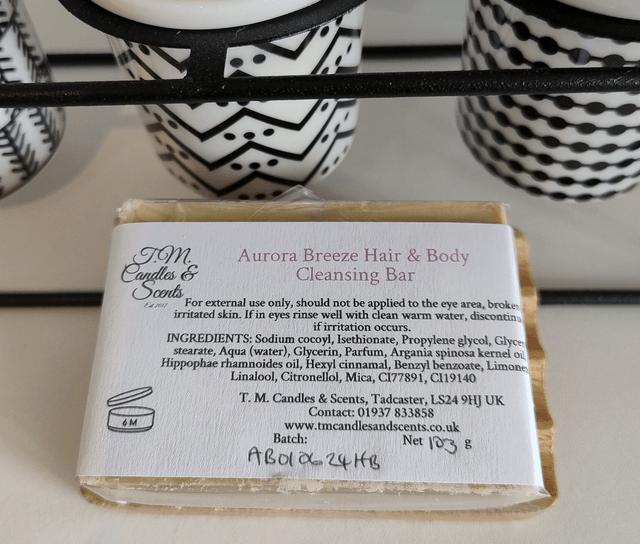 T.M.
Candles &
Scents
Est.2017
Aurora Breeze Hair & Body
Cleansing Bar
For external use only, should not be applied to the eye area, broken
irritated skin. If in eyes rinse well with clean warm water, discontinu
if irritation occurs.
INGREDIENTS: Sodium cocoyl, Isethionate, Propylene glycol, Glycer
stearate, Aqua (water), Glycerin, Parfum, Argania spinosa kernel oil,
Hippophae rhamnoides oil, Hexyl cinnamal, Benzyl benzoate, Limone
Linalool, Citronellol, Mica, CI77891, CI19140
6M
T. M. Candles & Scents, Tadcaster, LS24 9HJ UK
Contact: 01937 833858
www.tmcandlesandscents.co.uk
Batch: Net 103 g
AB010624HB